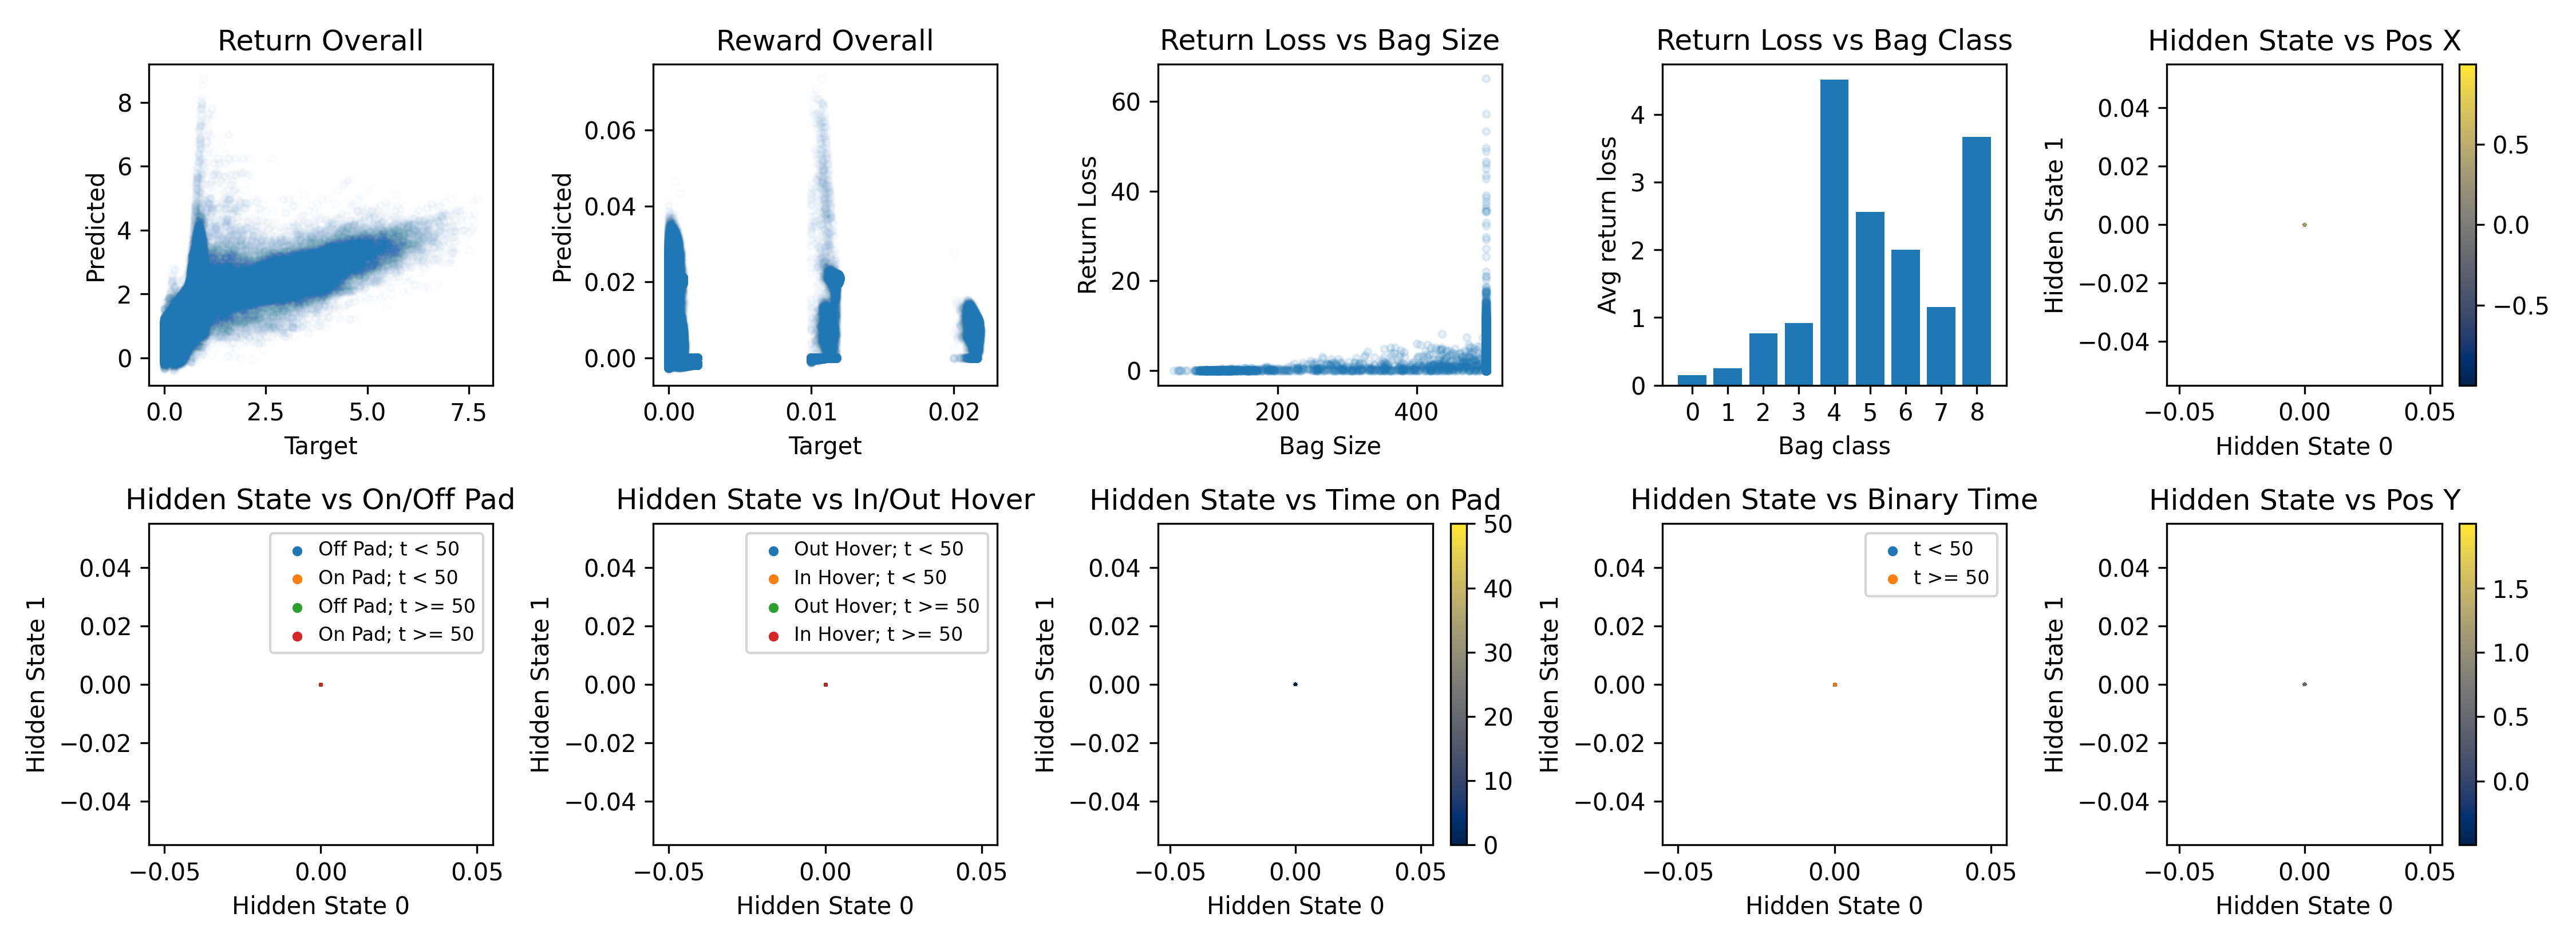 Return Overall
Predicted
8
6
4
2
0
0.0 2.5 5.0 7.5
Target
Reward Overall
Predicted
0.06
0.04
0.02
0.00
0.00 0.01 0.02
Target
Return Loss vs Bag Size
Return Loss
60
40
20
0
200 400
Bag Size
Return Loss vs Bag Class
Avg return loss
4
3
2
1
0
0 1 2 3 4 5 6 7 8
Bag class
Hidden State vs Pos X
Hidden State 1
0.04
0.02
0.00
−0.02
−0.04
−0.05 0.00 0.05
Hidden State 0
0.5
0.0
−0.5
Hidden State vs On/Off Pad
Hidden State 1
0.04
0.02
0.00
−0.02
−0.04
Off Pad; t < 50
On Pad; t < 50
Off Pad; t >= 50
On Pad; t >= 50
−0.05 0.00 0.05
Hidden State 0
Hidden State vs In/Out Hover
Hidden State 1
0.04
0.02
0.00
−0.02
−0.04
Out Hover; t < 50
In Hover; t < 50
Out Hover; t >= 50
In Hover; t >= 50
−0.05 0.00 0.05
Hidden State 0
Hidden State vs Time on Pad
Hidden State 1
0.04
0.02
0.00
−0.02
−0.04
−0.05 0.00 0.05
Hidden State 0
50
40
30
20
10
0
Hidden State vs Binary Time
Hidden State 1
0.04
0.02
0.00
−0.02
−0.04
t < 50
t >= 50
−0.05 0.00 0.05
Hidden State 0
Hidden State vs Pos Y
Hidden State 1
0.04
0.02
0.00
−0.02
−0.04
−0.05 0.00 0.05
Hidden State 0
1.5
1.0
0.5
0.0